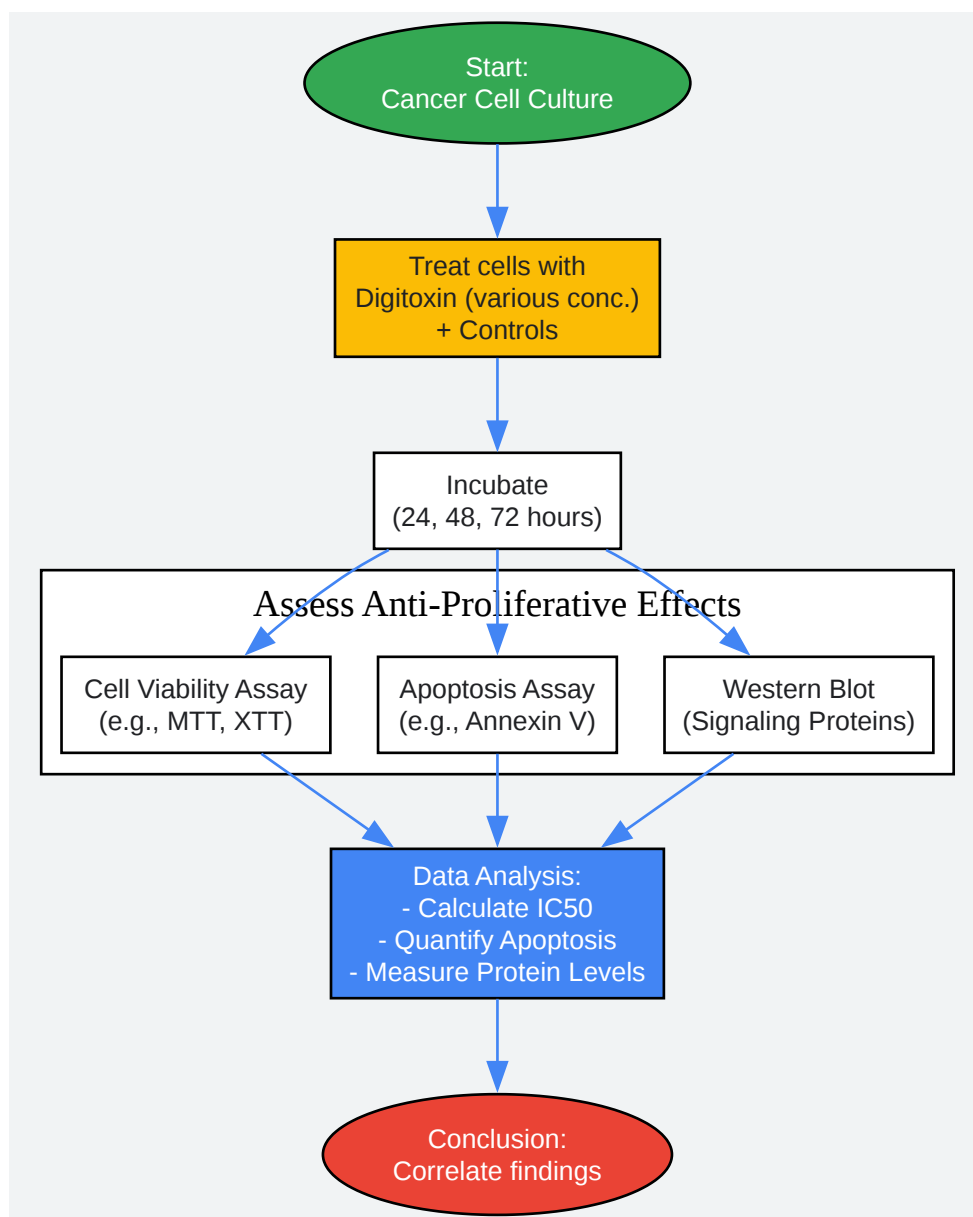 Start:
Cancer Cell Culture
Treat cells with
Digitoxin (various conc.)
+ Controls
Incubate
(24, 48, 72 hours)
Assess Anti-Proliferative Effects
Cell Viability Assay
(e.g., MTT, XTT)
Apoptosis Assay
(e.g., Annexin V)
Western Blot
(Signaling Proteins)
Data Analysis:
- Calculate IC50
- Quantify Apoptosis
- Measure Protein Levels
Conclusion:
Correlate findings